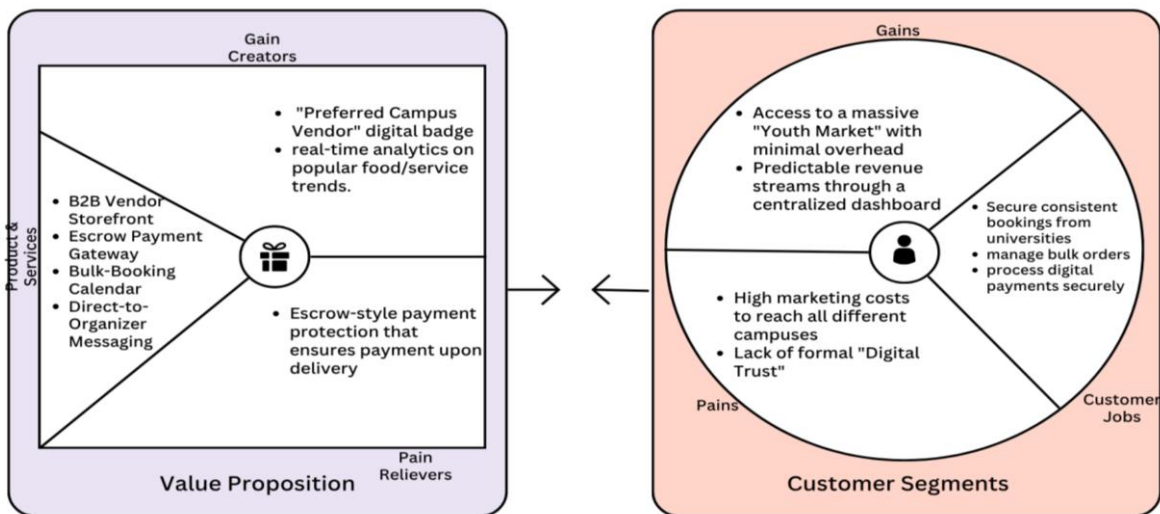 Gain
Creators
• "Preferred Campus
Vendor" digital badge
• real-time analytics on
popular food/service
trends.
Product &
Services
• B2B Vendor
Storefront
• Escrow Payment
Gateway
• Bulk-Booking
Calendar
• Direct-to-
Organizer
Messaging
• Escrow-style payment
protection that
ensures payment upon
delivery
Pain
Relievers
Value Proposition
Gains
• Access to a massive
"Youth Market" with
minimal overhead
• Predictable revenue
streams through a
centralized dashboard
• Secure consistent
bookings from
universities
• manage bulk orders
• process digital
payments securely
• High marketing costs
to reach all different
campuses
• Lack of formal "Digital
Trust"
Pains
Customer
Jobs
Customer Segments